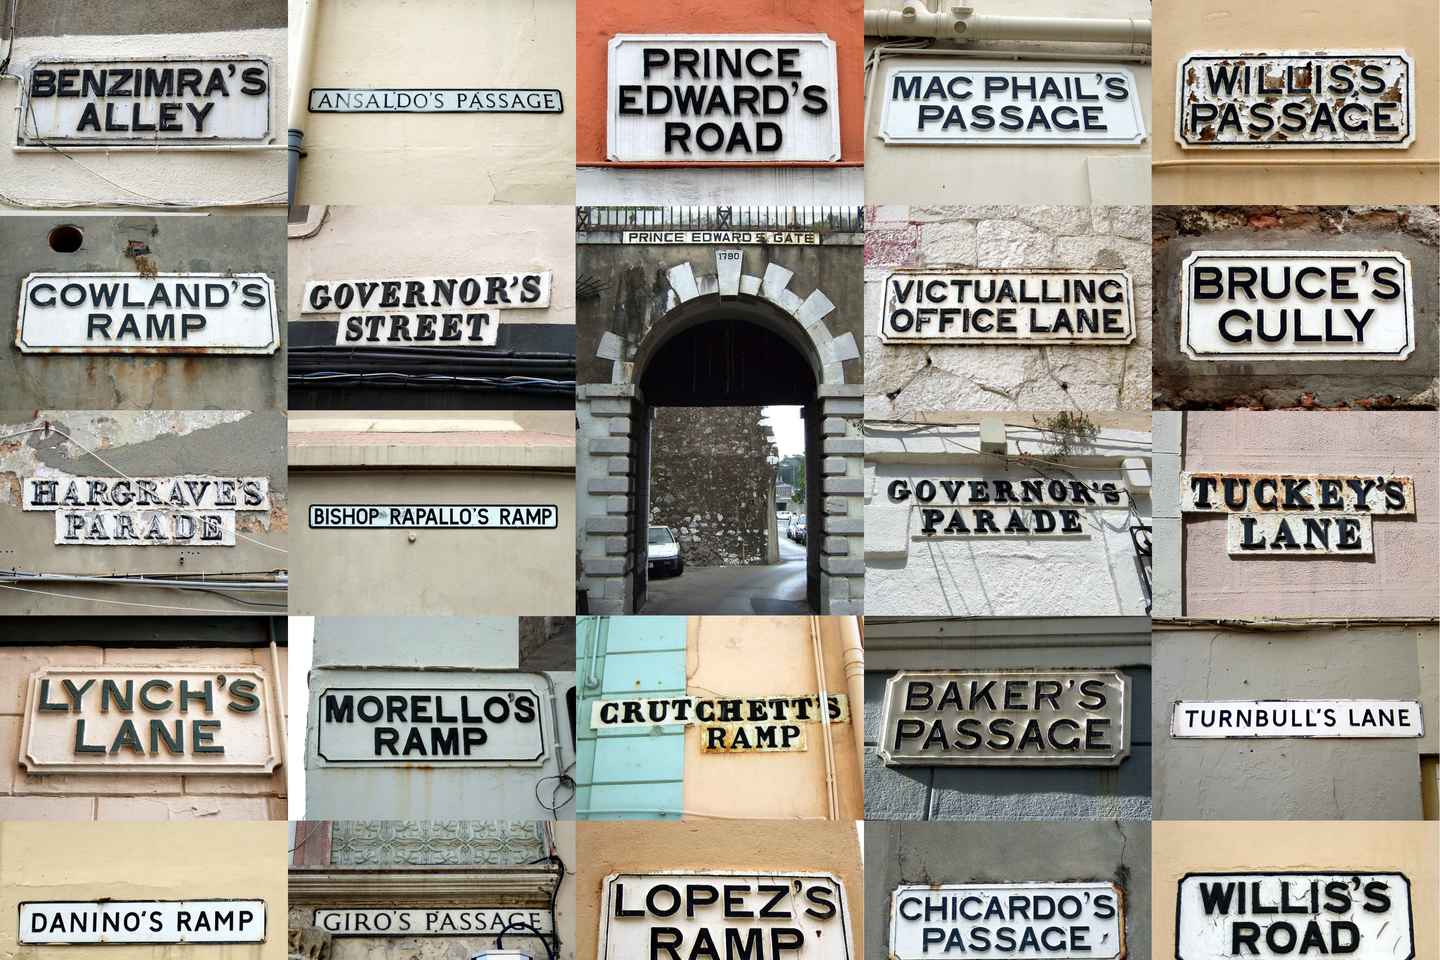 BENZIMRA'S
ALLEY
ANSALDO'S PASSAGE
PRINCE
EDWARD'S
ROAD
MAC PHAIL'S
PASSAGE
WILLIS'S
PASSAGE
GOWLAND'S
RAMP
GOVERNOR'S
STREET
PRINCE EDWARD'S GATE
1790
VICTUALLING
OFFICE LANE
BRUCE'S
GULLY
HARGRAVE'S
PARADE
BISHOP RAPALLO'S RAMP
GOVERNOR'S
PARADE
TUCKEY'S
LANE
LYNCH'S
LANE
MORELLO'S
RAMP
CRUTCHETT'S
RAMP
BAKER'S
PASSAGE
TURNBULL'S LANE
DANINO'S RAMP
GIRO'S PASSAGE
LOPEZ'S
RAMP
CHICARDO'S
PASSAGE
WILLIS'S
ROAD